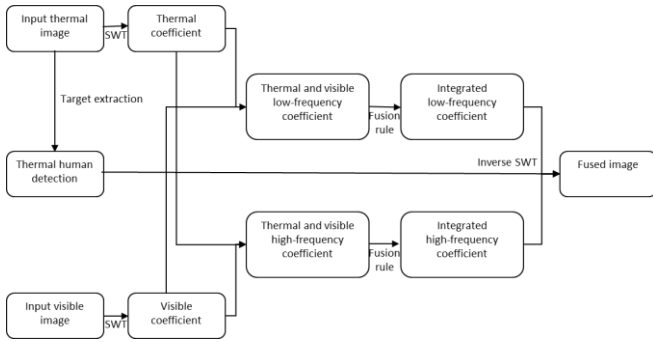 Input thermal
image
SWT
Thermal
coefficient
Target extraction
Thermal and visible
low-frequency
coefficient
Fusion
rule
Integrated
low-frequency
coefficient
Thermal human
detection
Inverse SWT
Fused image
Thermal and visible
high-frequency
coefficient
Fusion
rule
Integrated
high-frequency
coefficient
Input visible
image
SWT
Visible
coefficient